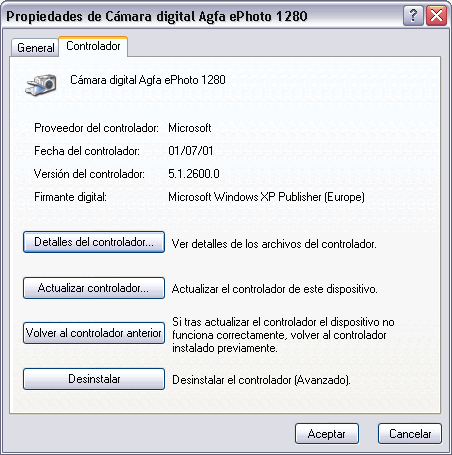 Propiedades de Cámara digital Agfa ePhoto 1280
General
Controlador
Cámara digital Agfa ePhoto 1280
Proveedor del controlador: Microsoft
Fecha del controlador: 01/07/01
Versión del controlador: 5.1.2600.0
Firmante digital: Microsoft Windows XP Publisher (Europe)
Detalles del controlador...
Ver detalles de los archivos del controlador.
Actualizar controlador...
Actualizar el controlador de este dispositivo.
Volver al controlador anterior
Si tras actualizar el controlador el dispositivo no
funciona correctamente, volver al controlador
instalado previamente.
Desinstalar
Desinstalar el controlador (Avanzado).
Aceptar
Cancelar